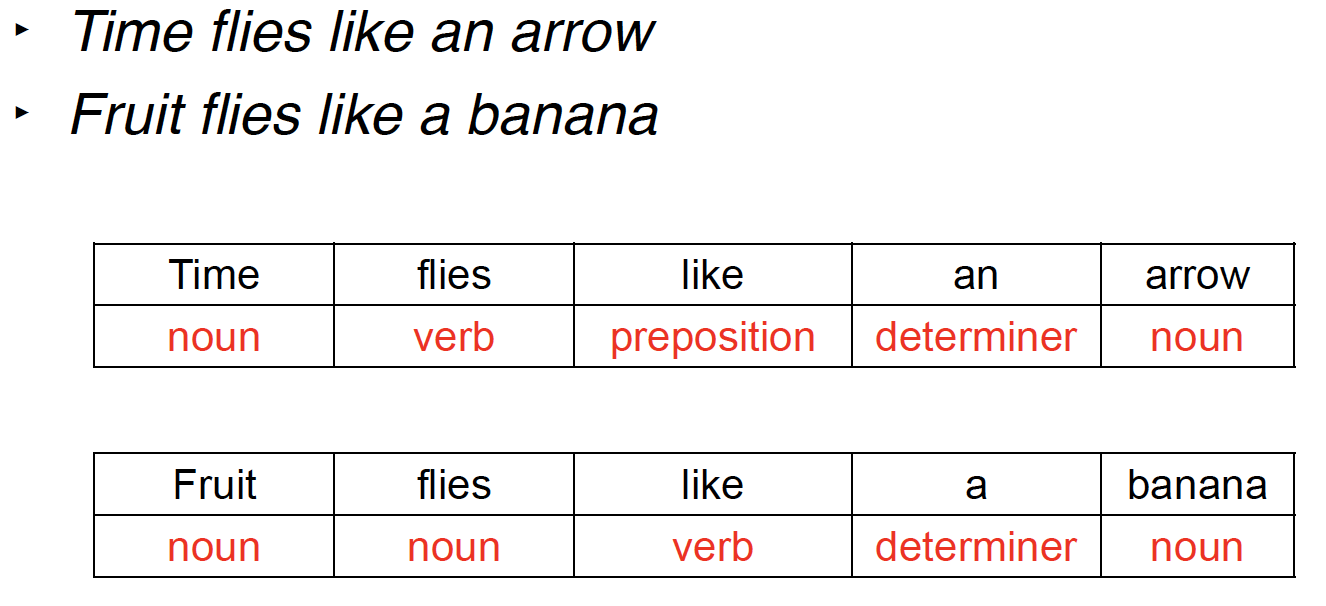 ‣ Time flies like an arrow
‣ Fruit flies like a banana
Time flies like an arrow
noun verb preposition determiner noun
Fruit flies like a banana
noun noun verb determiner noun